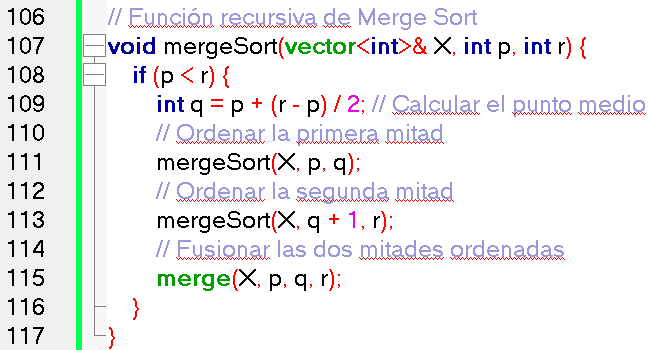 106 // Función recursiva de Merge Sort
107 void mergeSort(vector<int>& X, int p, int r) {
108 if (p < r) {
109 int q = p + (r - p) / 2; // Calcular el punto medio
110 // Ordenar la primera mitad
111 mergeSort(X, p, q);
112 // Ordenar la segunda mitad
113 mergeSort(X, q + 1, r);
114 // Fusionar las dos mitades ordenadas
115 merge(X, p, q, r);
116 }
117 }